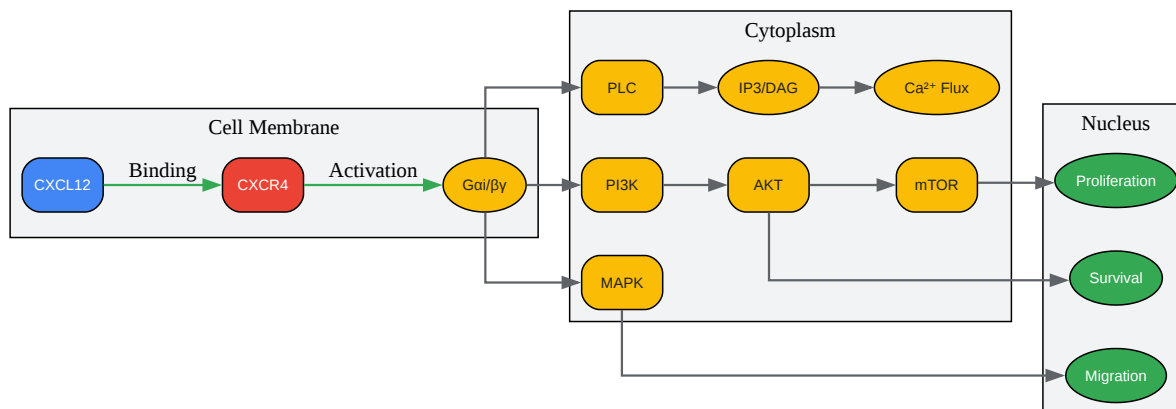 Cytoplasm
PLC
IP3/DAG
Ca²⁺ Flux
Cell Membrane
CXCL12
Binding
CXCR4
Activation
Gαi/βγ
PI3K
AKT
mTOR
MAPK
Nucleus
Proliferation
Survival
Migration